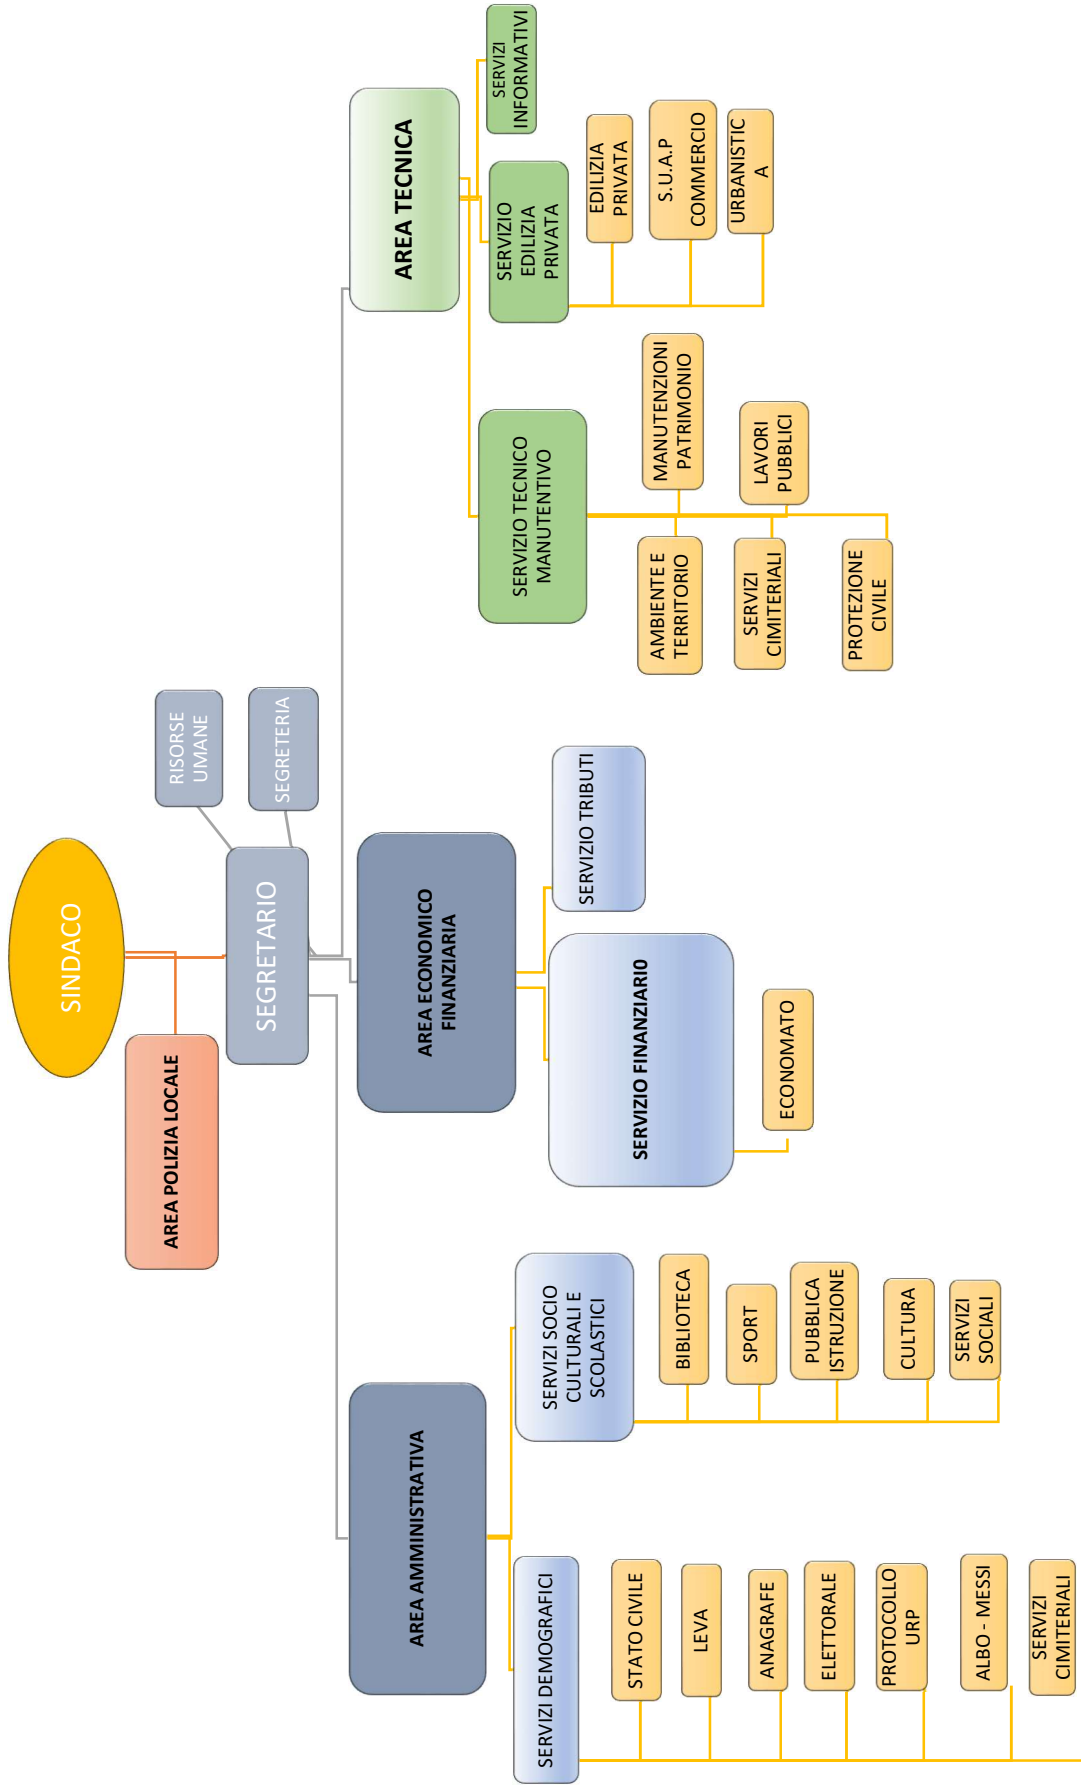 SINDACO
AREA POLIZIA LOCALE
SEGRETARIO
RISORSE
UMANE
SEGRETERIA
AREA AMMINISTRATIVA
SERVIZI DEMOGRAFICI
STATO CIVILE
LEVA
ANAGRAFE
ELETTORALE
PROTOCOLLO
URP
ALBO - MESSI
SERVIZI
CIMITERIALI
SERVIZI SOCIO
CULTURALI E
SCOLASTICI
BIBLIOTECA
SPORT
PUBBLICA
ISTRUZIONE
CULTURA
SERVIZI
SOCIALI
AREA ECONOMICO
FINANZIARIA
SERVIZIO FINANZIARI0
ECONOMATO
SERVIZIO TRIBUTI
AREA TECNICA
SERVIZIO TECNICO
MANUTENTIVO
AMBIENTE E
TERRITORIO
MANUTENZIONI
PATRIMONIO
SERVIZI
CIMITERIALI
LAVORI
PUBBLICI
PROTEZIONE
CIVILE
SERVIZIO
EDILIZIA
PRIVATA
EDILIZIA
PRIVATA
S.U.A.P
COMMERCIO
URBANISTIC
A
SERVIZI
INFORMATIVI